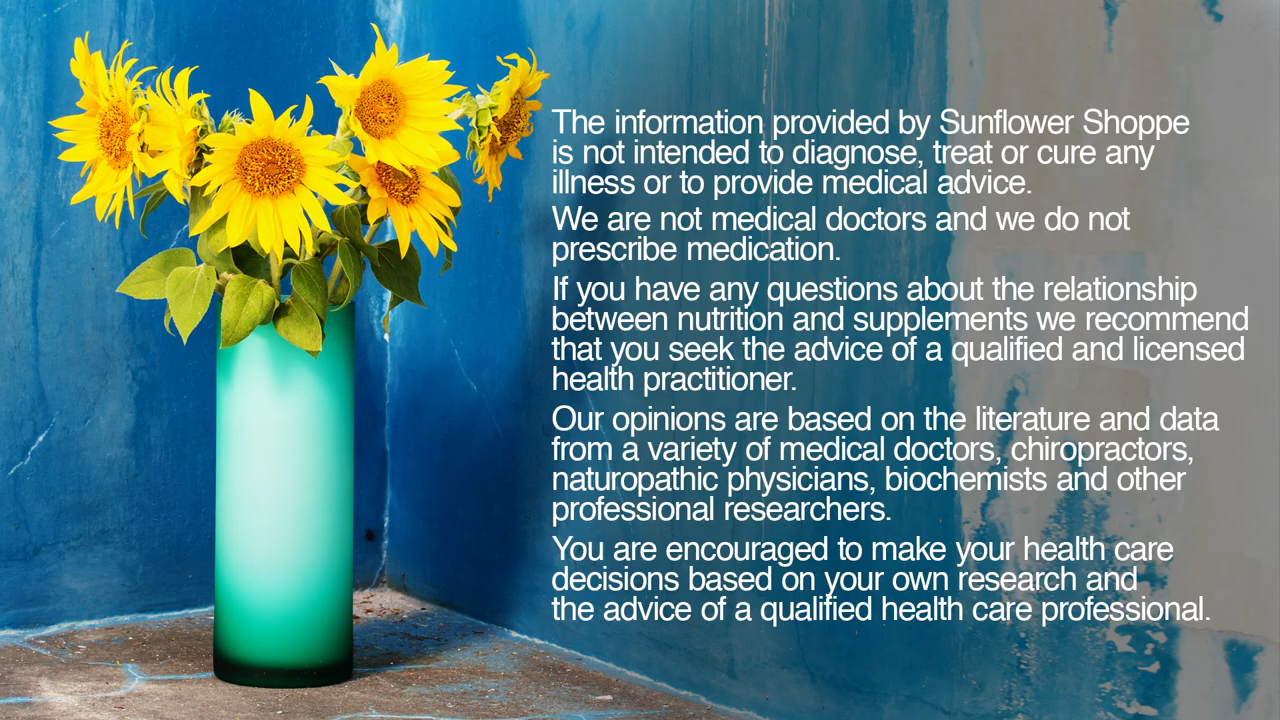 The information provided by Sunflower Shoppe
is not intended to diagnose, treat or cure any
illness or to provide medical advice.
We are not medical doctors and we do not
prescribe medication.
If you have any questions about the relationship
between nutrition and supplements we recommend
that you seek the advice of a qualified and licensed
health practitioner.
Our opinions are based on the literature and data
from a variety of medical doctors, chiropractors,
naturopathic physicians, biochemists and other
professional researchers.
You are encouraged to make your health care
decisions based on your own research and
the advice of a qualified health care professional.